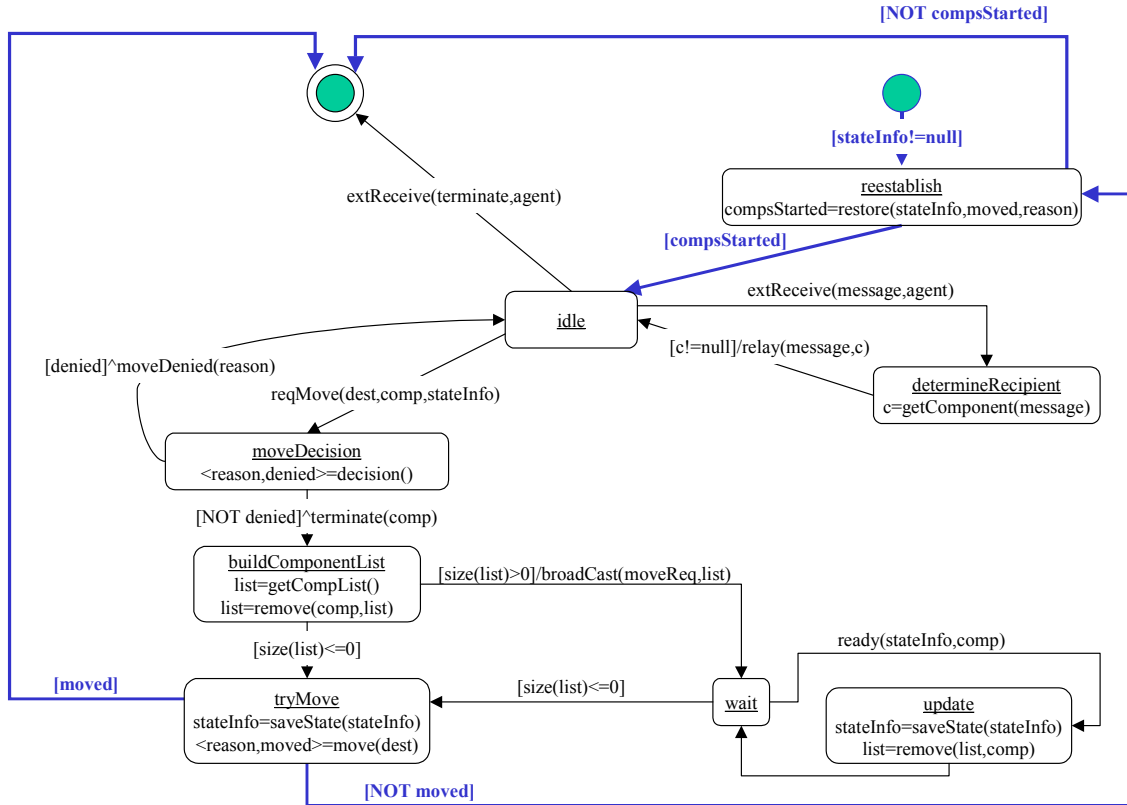 [NOT compsStarted]
[stateInfo!=null]
extReceive(terminate,agent)
reestablish
compsStarted=restore(stateInfo,moved,reason)
[compsStarted]
extReceive(message,agent)
idle
[c!=null]/relay(message,c)
[denied]^moveDenied(reason)
determineRecipient
c=getComponent(message)
reqMove(dest,comp,stateInfo)
moveDecision
<reason,denied>=decision()
[NOT denied]^terminate(comp)
buildComponentList
list=getCompList()
list=remove(comp,list)
[size(list)>0]/broadCast(moveReq,list)
[size(list)<=0]
ready(stateInfo,comp)
[moved]
[size(list)<=0]
tryMove
stateInfo=saveState(stateInfo)
<reason,moved>=move(dest)
wait
update
stateInfo=saveState(stateInfo)
list=remove(list,comp)
[NOT moved]